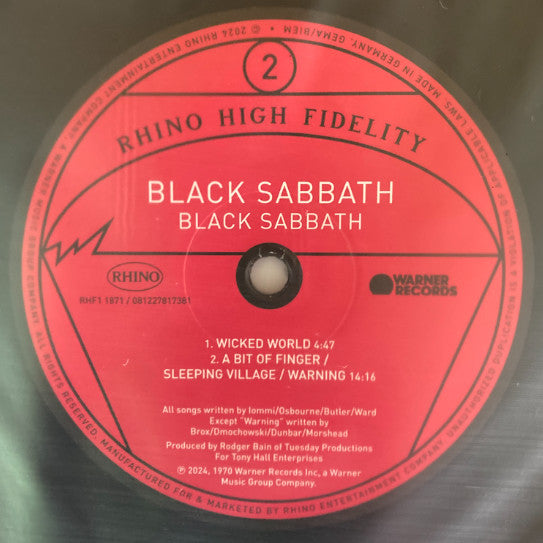 2
RHINO HIGH FIDELITY
BLACK SABBATH
BLACK SABBATH
RHINO
WARNER
RECORDS
RHF1 1871 / 081227817381
1. WICKED WORLD 4:47
2. A BIT OF FINGER /
SLEEPING VILLAGE / WARNING 14:16
All songs written by Iommi/Osbourne/Butler/Ward
Except "Warning" written by
Brox/Dmochowski/Dunbar/Morshead
Produced by Rodger Bain of Tuesday Productions
For Tony Hall Enterprises
℗ 2024, 1970 Warner Records Inc, a Warner
Music Group Company.
MANUFACTURED FOR & MARKETED BY RHINO ENTERTAINMENT COMPANY. UNAUTHORIZED DUPLICATION IS A VIOLATION OF APPLICABLE LAWS. MADE IN GERMANY. GEMA/BIEM
© 2024 RHINO ENTERTAINMENT COMPANY. A WARNER MUSIC GROUP COMPANY. ALL RIGHTS RESERVED.